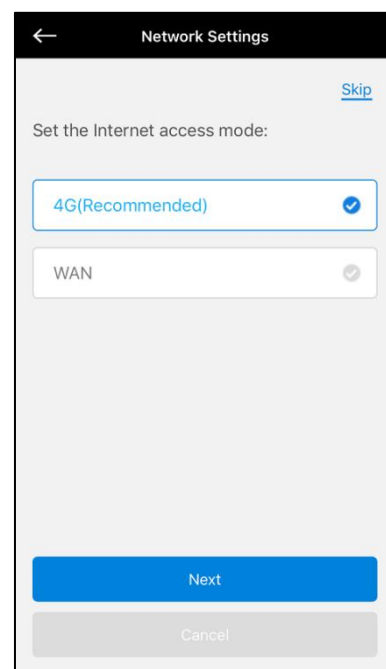 Network Settings
Skip
Set the Internet access mode:
4G(Recommended)
WAN
Next
Cancel